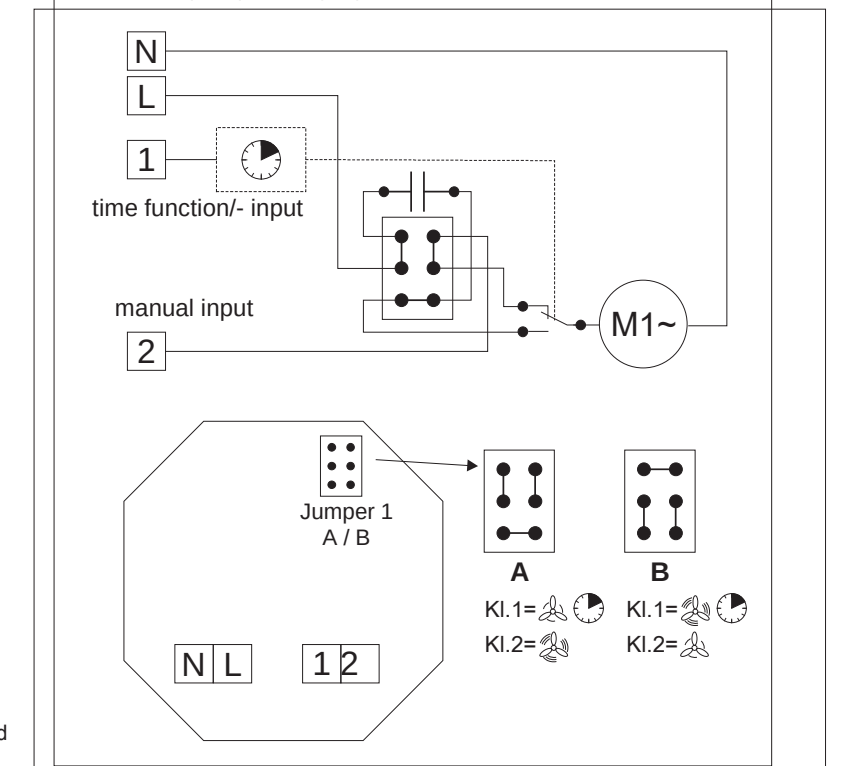 N
L
1
time function/- input
manual input
2
M1~
Jumper 1
A / B
A
B
Kl.1=
Kl.1=
Kl.2=
Kl.2=
N L
1 2
d